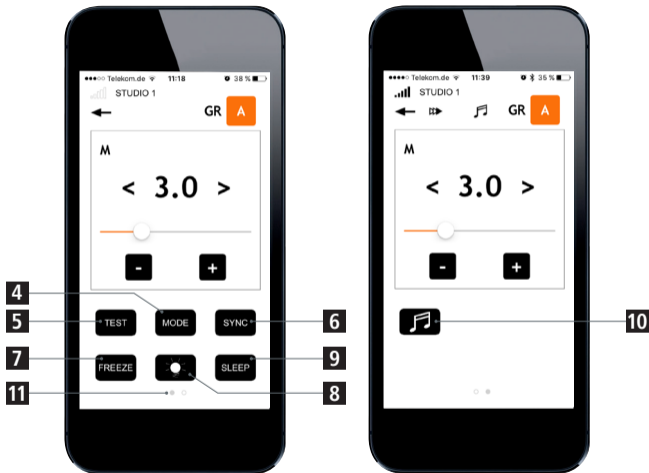 Telekom.de 11:18 38 %
STUDIO 1
GR A
M
< 3.0 >
- +
4
5 TEST MODE SYNC 6
7 FREEZE SLEEP 9
11 8
Telekom.de 11:39 35 %
STUDIO 1
GR A
M
< 3.0 >
- +
10